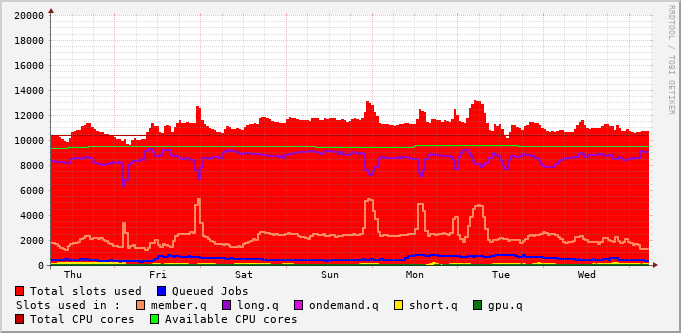 20000
18000
16000
14000
12000
10000
8000
6000
4000
2000
0
Thu Fri Sat Sun Mon Tue Wed
RRDTOOL / TOBI OETIKER
Total slots used Queued Jobs
Slots used in : member.q long.q ondemand.q short.q gpu.q
Total CPU cores Available CPU cores